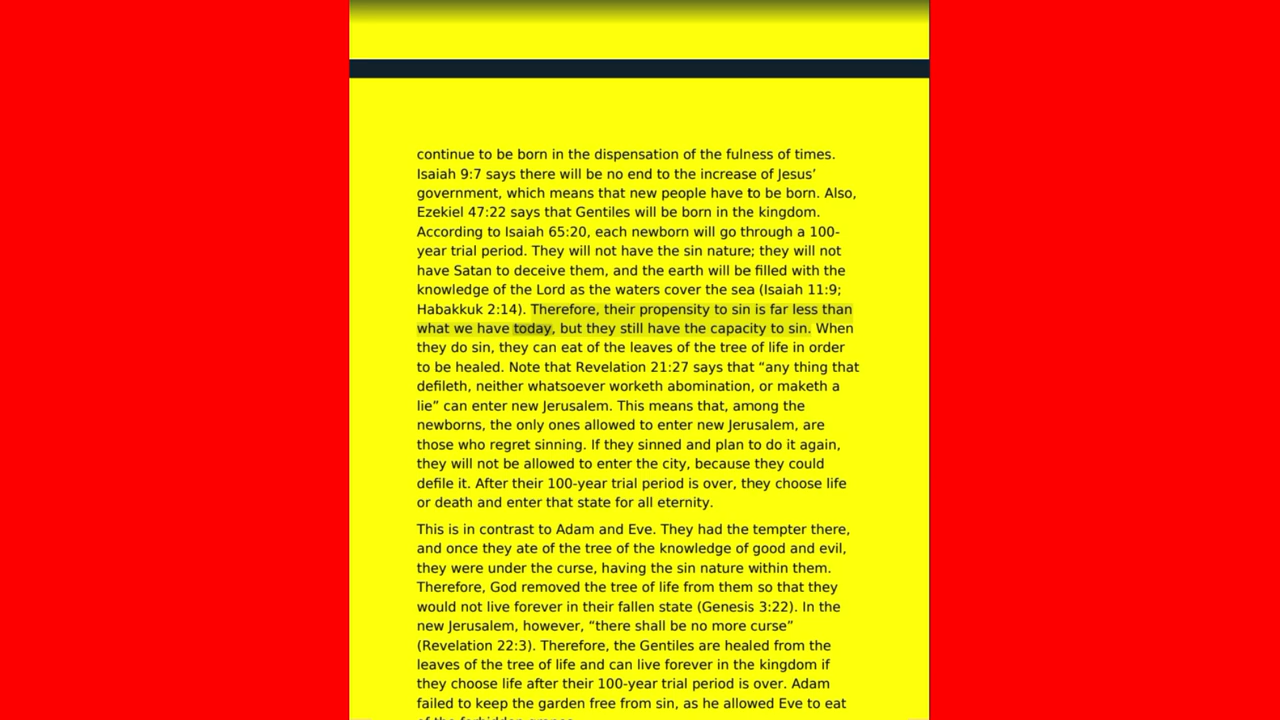 continue to be born in the dispensation of the fulness of times.
Isaiah 9:7 says there will be no end to the increase of Jesus’
government, which means that new people have to be born. Also,
Ezekiel 47:22 says that Gentiles will be born in the kingdom.
According to Isaiah 65:20, each newborn will go through a 100-
year trial period. They will not have the sin nature; they will not
have Satan to deceive them, and the earth will be filled with the
knowledge of the Lord as the waters cover the sea (Isaiah 11:9;
Habakkuk 2:14). Therefore, their propensity to sin is far less than
what we have today, but they still have the capacity to sin. When
they do sin, they can eat of the leaves of the tree of life in order
to be healed. Note that Revelation 21:27 says that “any thing that
defileth, neither whatsoever worketh abomination, or maketh a
lie” can enter new Jerusalem. This means that, among the
newborns, the only ones allowed to enter new Jerusalem, are
those who regret sinning. If they sinned and plan to do it again,
they will not be allowed to enter the city, because they could
defile it. After their 100-year trial period is over, they choose life
or death and enter that state for all eternity.
This is in contrast to Adam and Eve. They had the tempter there,
and once they ate of the tree of the knowledge of good and evil,
they were under the curse, having the sin nature within them.
Therefore, God removed the tree of life from them so that they
would not live forever in their fallen state (Genesis 3:22). In the
new Jerusalem, however, “there shall be no more curse”
(Revelation 22:3). Therefore, the Gentiles are healed from the
leaves of the tree of life and can live forever in the kingdom if
they choose life after their 100-year trial period is over. Adam
failed to keep the garden free from sin, as he allowed Eve to eat